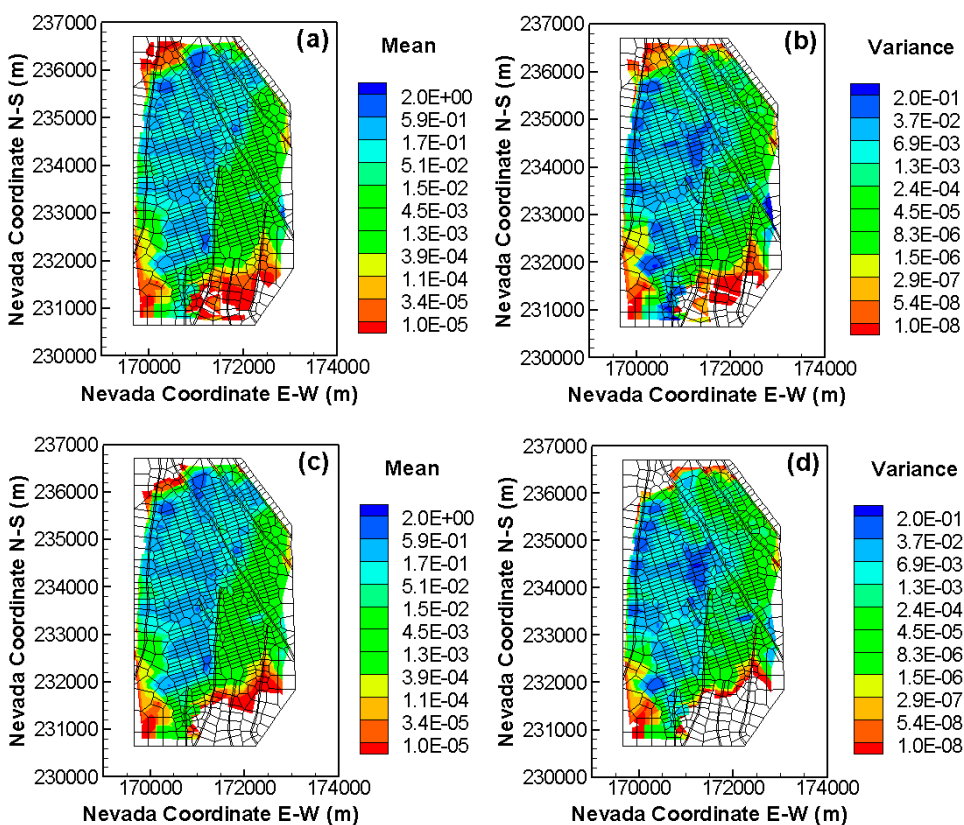 237000
236000
235000
234000
233000
232000
231000
230000
Nevada Coordinate N-S (m)
170000 172000 174000
Nevada Coordinate E-W (m)
(a)
Mean
2.0E+00
5.9E-01
1.7E-01
5.1E-02
1.5E-02
4.5E-03
1.3E-03
3.9E-04
1.1E-04
3.4E-05
1.0E-05
237000
236000
235000
234000
233000
232000
231000
230000
Nevada Coordinate N-S (m)
170000 172000 174000
Nevada Coordinate E-W (m)
(b)
Variance
2.0E-01
3.7E-02
6.9E-03
1.3E-03
2.4E-04
4.5E-05
8.3E-06
1.5E-06
2.9E-07
5.4E-08
1.0E-08
237000
236000
235000
234000
233000
232000
231000
230000
Nevada Coordinate N-S (m)
170000 172000 174000
Nevada Coordinate E-W (m)
(c)
Mean
2.0E+00
5.9E-01
1.7E-01
5.1E-02
1.5E-02
4.5E-03
1.3E-03
3.9E-04
1.1E-04
3.4E-05
1.0E-05
237000
236000
235000
234000
233000
232000
231000
230000
Nevada Coordinate N-S (m)
170000 172000 174000
Nevada Coordinate E-W (m)
(d)
Variance
2.0E-01
3.7E-02
6.9E-03
1.3E-03
2.4E-04
4.5E-05
8.3E-06
1.5E-06
2.9E-07
5.4E-08
1.0E-08